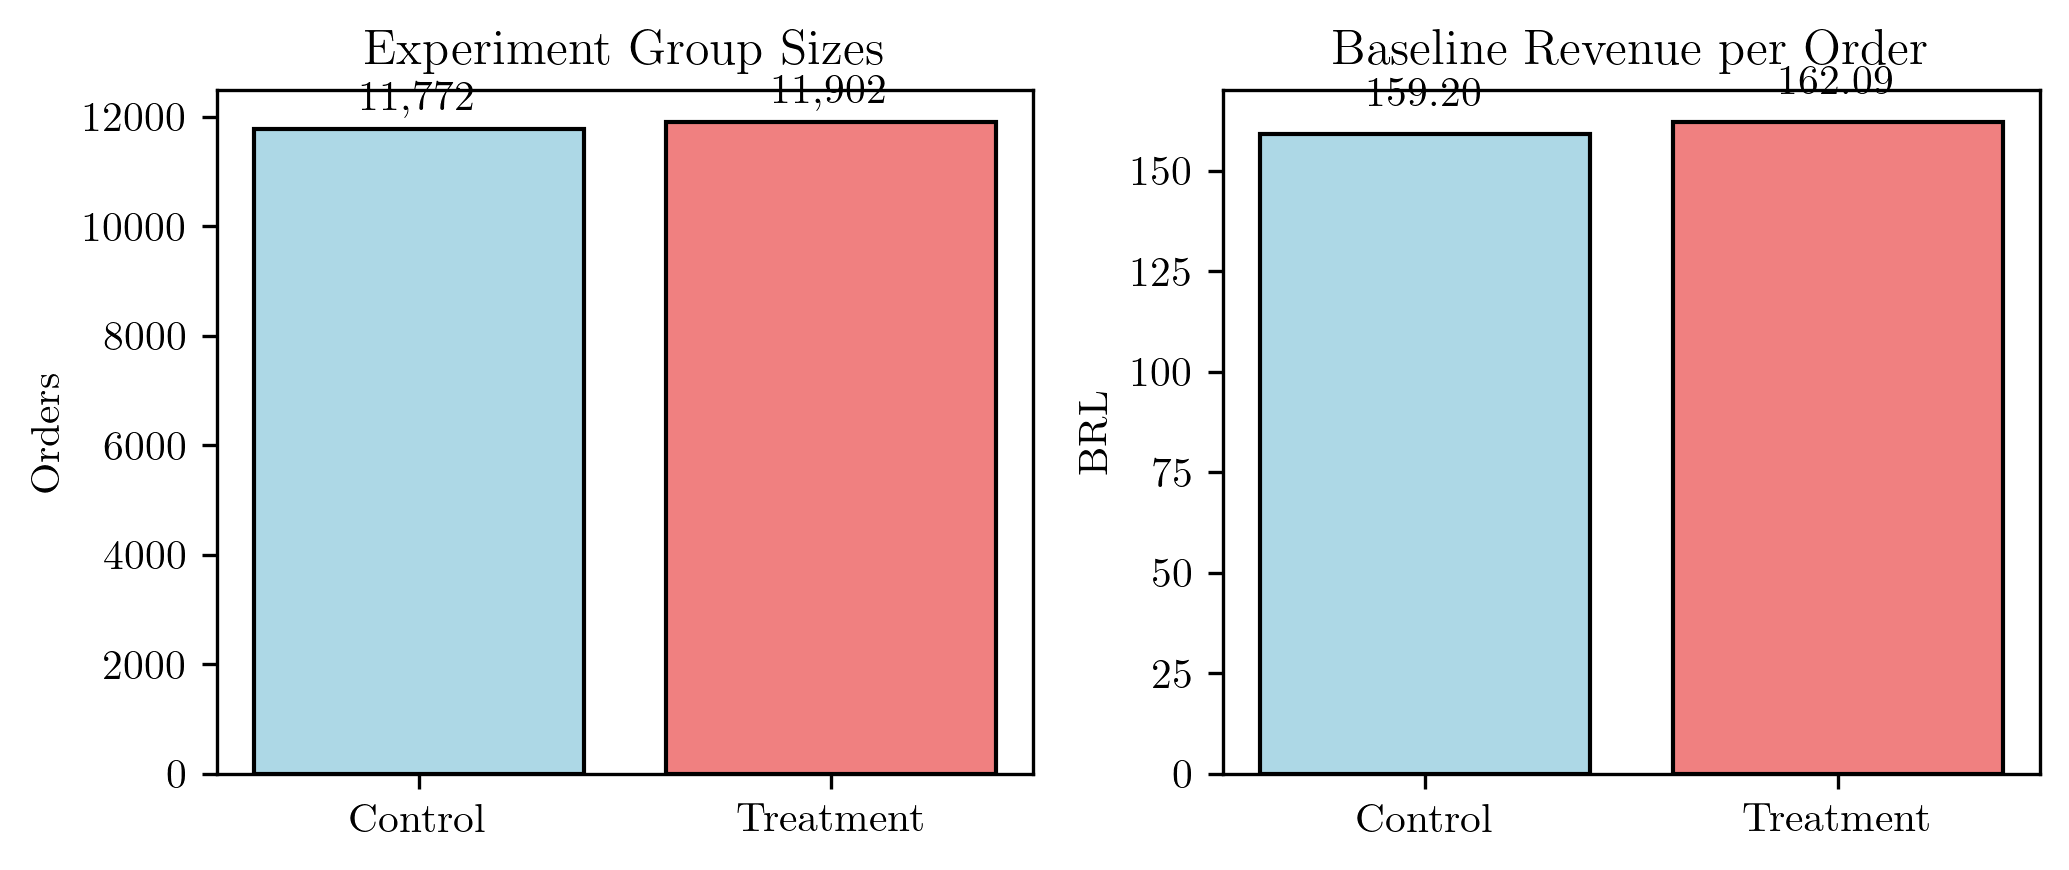 Experiment Group Sizes
11,772
11,902
12000
10000
8000
6000
4000
2000
0
Orders
Control
Treatment
Baseline Revenue per Order
159.20
162.09
150
125
100
75
50
25
0
BRL
Control
Treatment